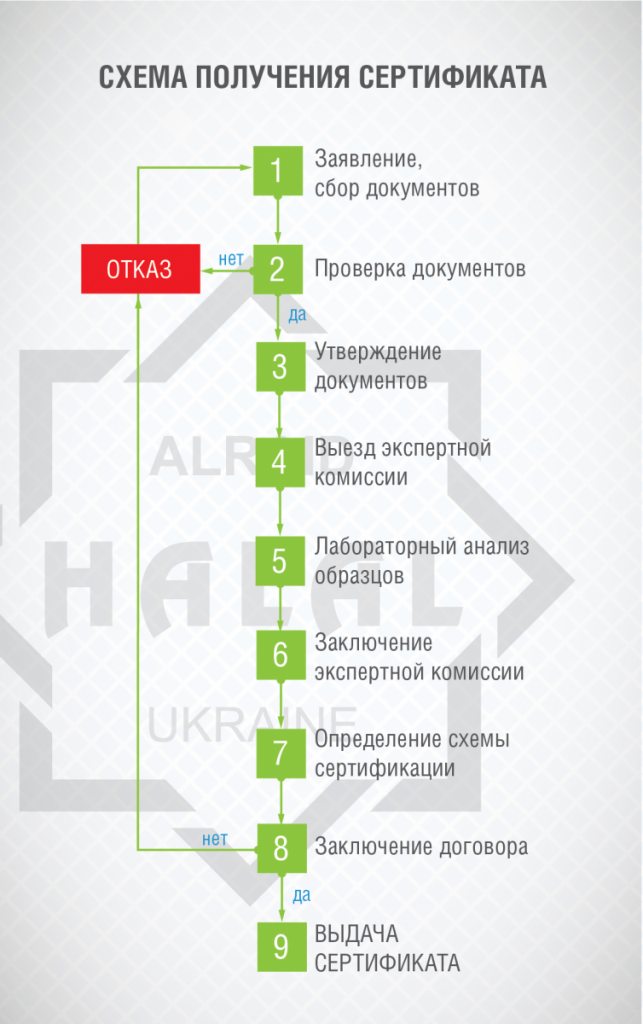 СХЕМА ПОЛУЧЕНИЯ СЕРТИФИКАТА
1
Заявление,
сбор документов
ОТКАЗ
нет
2
Проверка документов
да
3
Утверждение
документов
ALRAID
4
Выезд экспертной
комиссии
HALAL
5
Лабораторный анализ
образцов
6
Заключение
экспертной комиссии
UKRAINE
7
Определение схемы
сертификации
нет
8
Заключение договора
да
9
ВЫДАЧА
СЕРТИФИКАТА